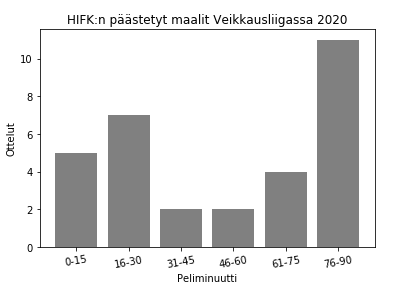 HIFK:n päästetyt maalit Veikkausliigassa 2020
Ottelut
10
8
6
4
2
0
0-15 16-30 31-45 46-60 61-75 76-90
Peliminuutti